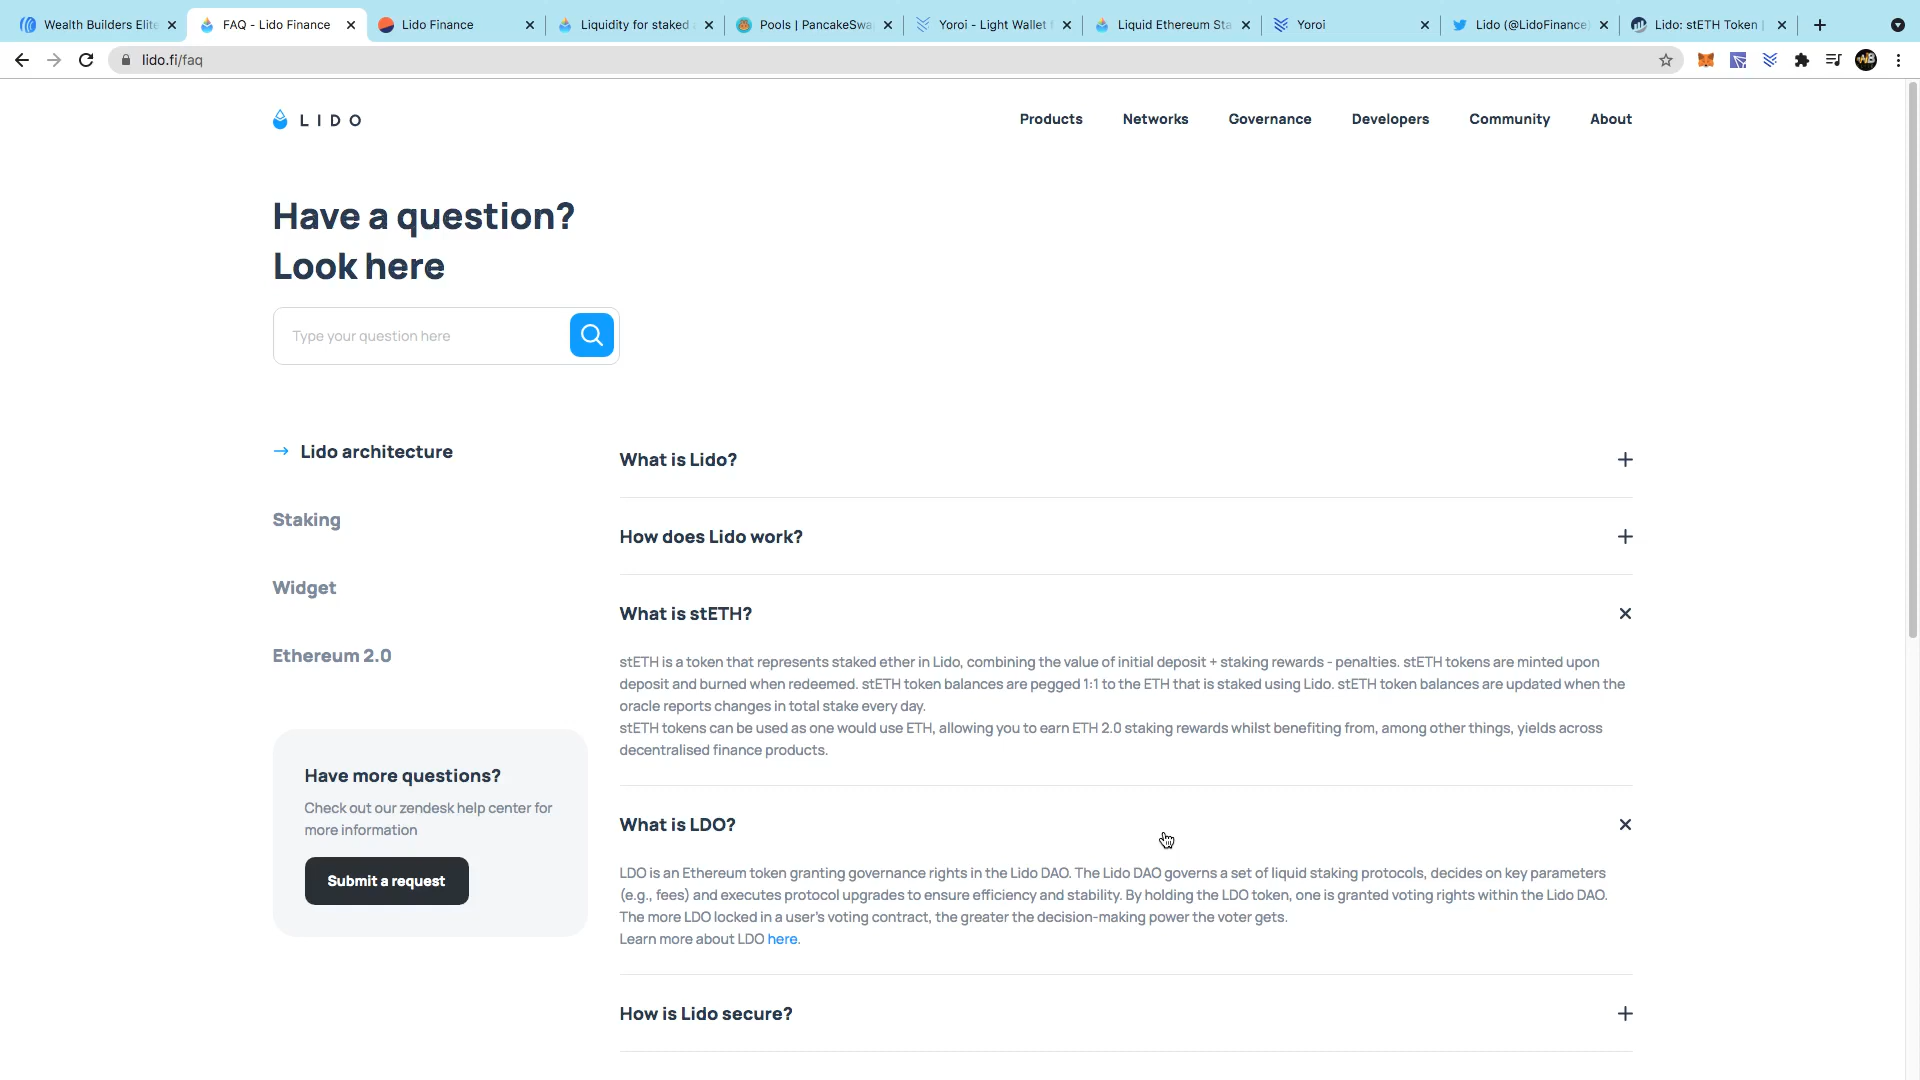 Wealth Builders Elite
FAQ - Lido Finance
Lido Finance
Liquidity for staked
Pools | PancakeSwa
Yoroi - Light Wallet f
Liquid Ethereum Sta
Yoroi
Lido (@LidoFinance)
Lido: stETH Token |
lido.fi/faq
LIDO
Products
Networks
Governance
Developers
Community
About
Have a question?
Look here
Type your question here
Lido architecture
Staking
Widget
Ethereum 2.0
Have more questions?
Check out our zendesk help center for
more information
Submit a request
What is Lido?
How does Lido work?
What is stETH?
stETH is a token that represents staked ether in Lido, combining the value of initial deposit + staking rewards - penalties. stETH tokens are minted upon
deposit and burned when redeemed. stETH token balances are pegged 1:1 to the ETH that is staked using Lido. stETH token balances are updated when the
oracle reports changes in total stake every day.
stETH tokens can be used as one would use ETH, allowing you to earn ETH 2.0 staking rewards whilst benefiting from, among other things, yields across
decentralised finance products.
What is LDO?
LDO is an Ethereum token granting governance rights in the Lido DAO. The Lido DAO governs a set of liquid staking protocols, decides on key parameters
(e.g., fees) and executes protocol upgrades to ensure efficiency and stability. By holding the LDO token, one is granted voting rights within the Lido DAO.
The more LDO locked in a user's voting contract, the greater the decision-making power the voter gets.
Learn more about LDO here.
How is Lido secure?